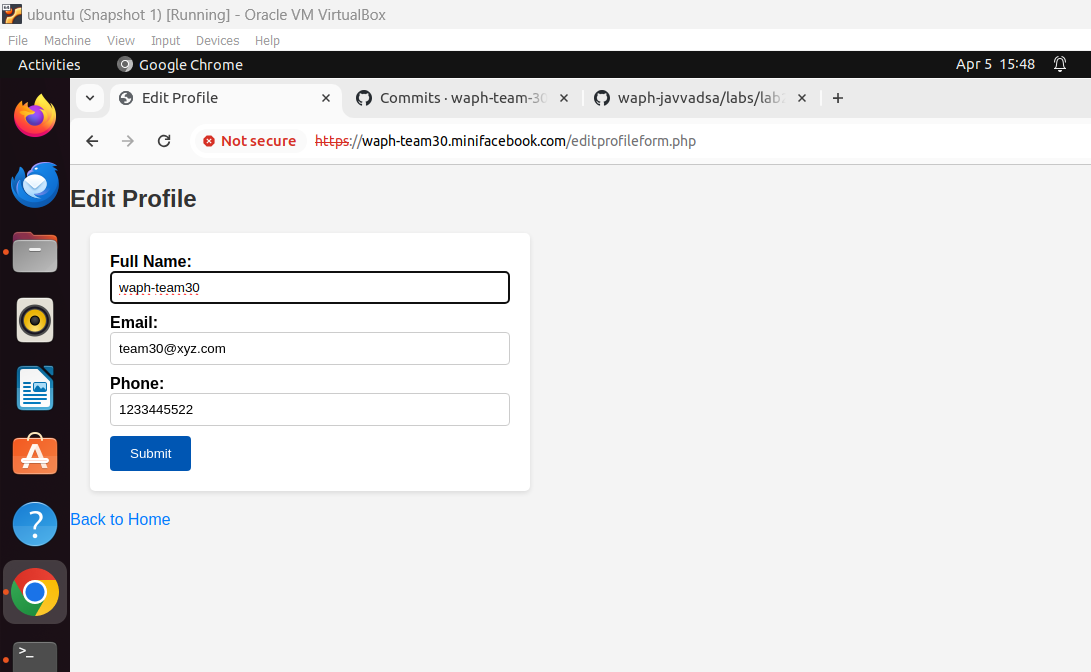 ubuntu (Snapshot 1) [Running] - Oracle VM VirtualBox
File Machine View Input Devices Help
Activities Google Chrome Apr 5 15:48
Edit Profile Commits · waph-team-30 waph-javvadsa/labs/lab
Not secure https://waph-team30.minifacebook.com/editprofileform.php
Edit Profile
Full Name:
waph-team30
Email:
team30@xyz.com
Phone:
1233445522
Submit
Back to Home
?
>_